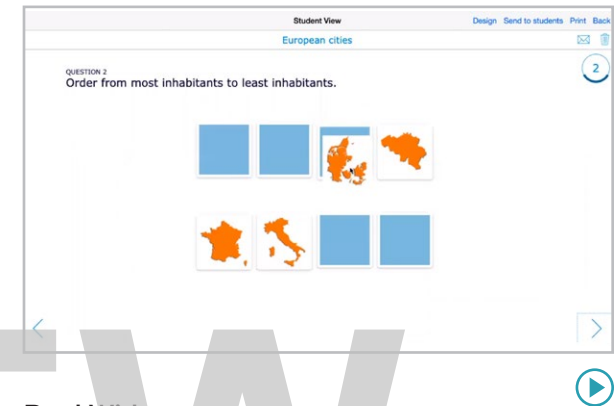 Student View
Design Send to students Print Back
European cities
2
QUESTION 2
Order from most inhabitants to least inhabitants.